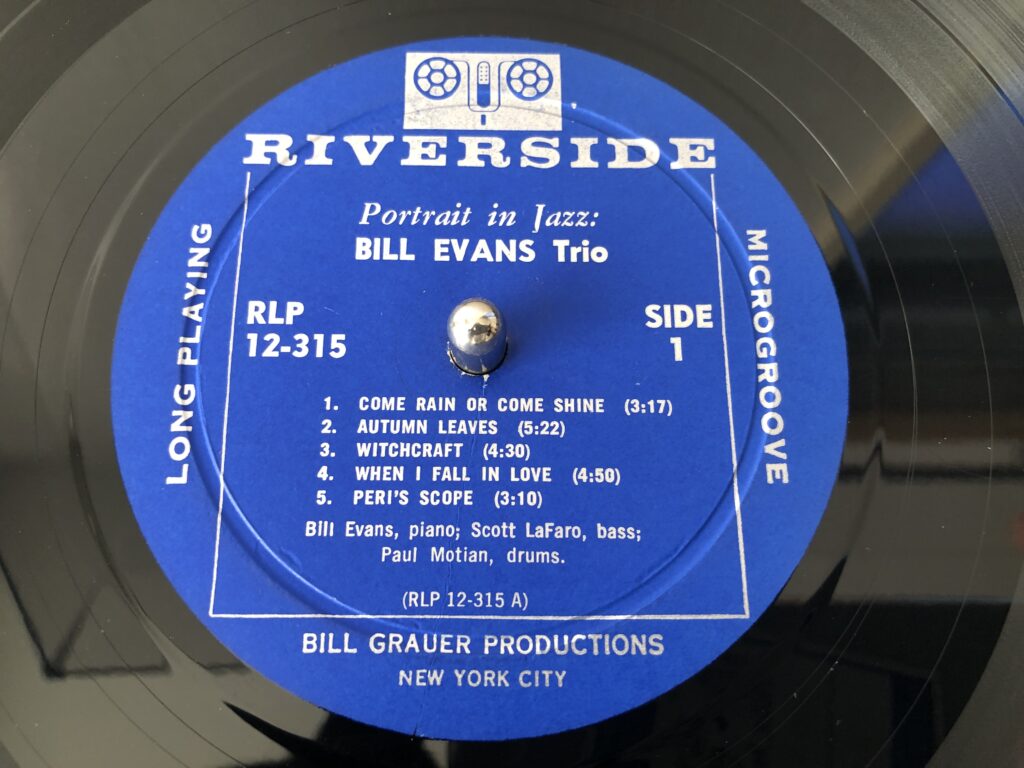 RIVERSIDE
Portrait in Jazz:
BILL EVANS Trio
LONG PLAYING
MICROGROOVE
RLP
12-315
SIDE
1
1. COME RAIN OR COME SHINE (3:17)
2. AUTUMN LEAVES (5:22)
3. WITCHCRAFT (4:30)
4. WHEN I FALL IN LOVE (4:50)
5. PERI'S SCOPE (3:10)
Bill Evans, piano; Scott LaFaro, bass;
Paul Motian, drums.
(RLP 12-315 A)
BILL GRAUER PRODUCTIONS
NEW YORK CITY